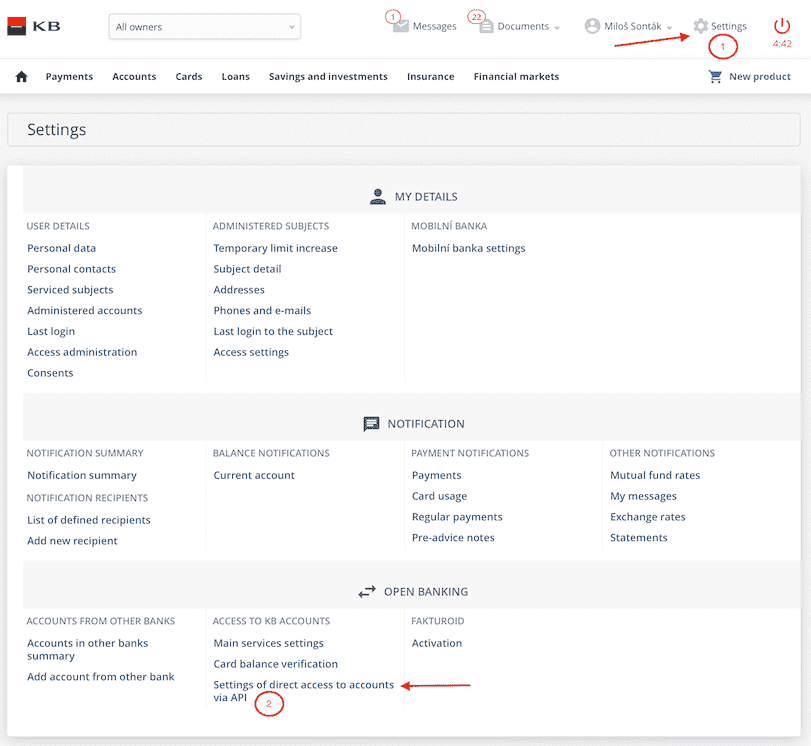 KB
All owners
1
Messages
22
Documents
Miloš Sonták
Settings
1
4:42
Payments
Accounts
Cards
Loans
Savings and investments
Insurance
Financial markets
New product
Settings
MY DETAILS
USER DETAILS
Personal data
Personal contacts
Serviced subjects
Administered accounts
Last login
Access administration
Consents
ADMINISTERED SUBJECTS
Temporary limit increase
Subject detail
Addresses
Phones and e-mails
Last login to the subject
Access settings
MOBILNÍ BANKA
Mobilní banka settings
NOTIFICATION
NOTIFICATION SUMMARY
Notification summary
NOTIFICATION RECIPIENTS
List of defined recipients
Add new recipient
BALANCE NOTIFICATIONS
Current account
PAYMENT NOTIFICATIONS
Payments
Card usage
Regular payments
Pre-advice notes
OTHER NOTIFICATIONS
Mutual fund rates
My messages
Exchange rates
Statements
OPEN BANKING
ACCOUNTS FROM OTHER BANKS
Accounts in other banks
summary
Add account from other bank
ACCESS TO KB ACCOUNTS
Main services settings
Card balance verification
Settings of direct access to accounts
via API
2
FAKTUROID
Activation